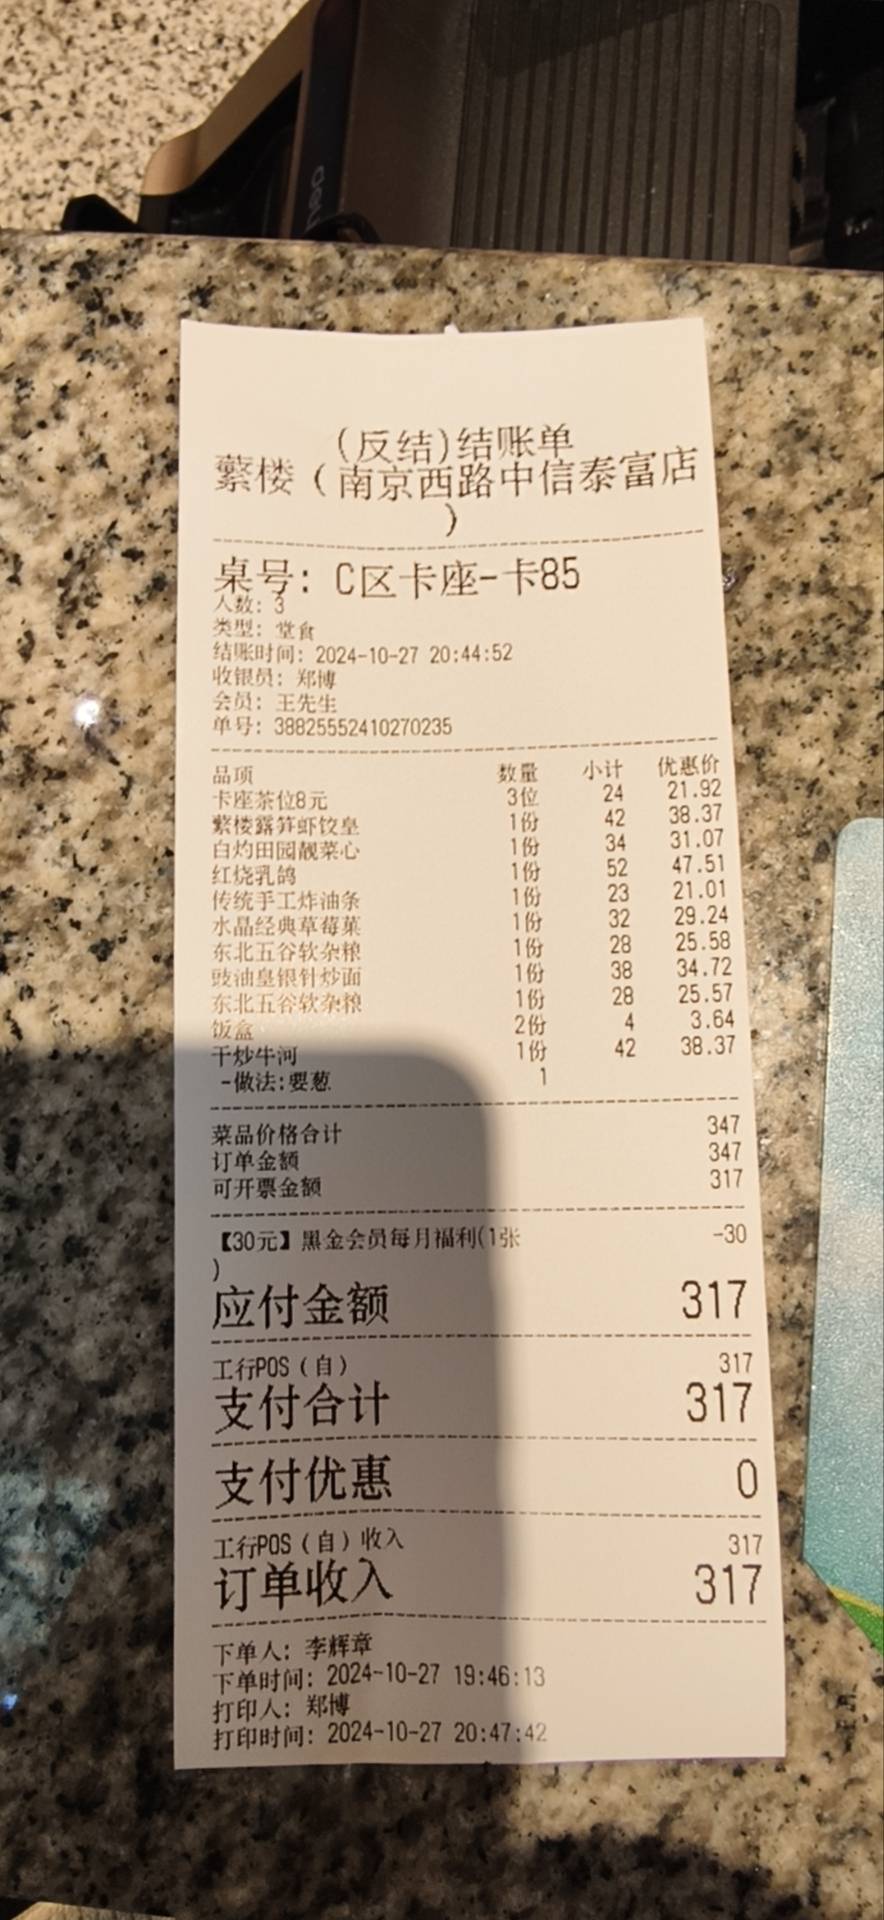 deli
(反结)结账单
蘩楼（南京西路中信泰富店
）
桌号: C区卡座-卡85
人数: 3
类型: 堂食
结账时间: 2024-10-27 20:44:52
收银员: 郑博
会员: 王先生
单号: 38825552410270235
品项 数量 小计 优惠价
卡座茶位8元 3位 24 21.92
蘩楼露笋虾饺皇 1份 42 38.37
白灼田园靓菜心 1份 34 31.07
红烧乳鸽 1份 52 47.51
传统手工炸油条 1份 23 21.01
水晶经典草莓菓 1份 32 29.24
东北五谷软杂粮 1份 28 25.58
豉油皇银针炒面 1份 38 34.72
东北五谷软杂粮 1份 28 25.57
饭盒 2份 4 3.64
干炒牛河 1份 42 38.37
-做法:要葱 1
菜品价格合计 347
订单金额 347
可开票金额 317
【30元】黑金会员每月福利(1张 -30
)
应付金额 317
工行POS（自） 317
支付合计 317
支付优惠 0
工行POS（自）收入 317
订单收入 317
下单人: 李辉章
下单时间: 2024-10-27 19:46:13
打印人: 郑博
打印时间: 2024-10-27 20:47:42